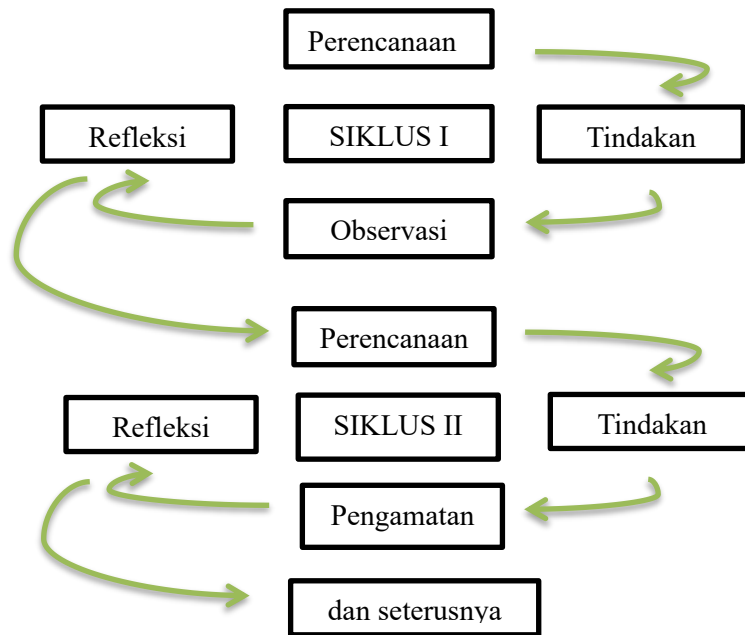 Perencanaan
Refleksi
SIKLUS I
Tindakan
Observasi
Perencanaan
Refleksi
SIKLUS II
Tindakan
Pengamatan
dan seterusnya